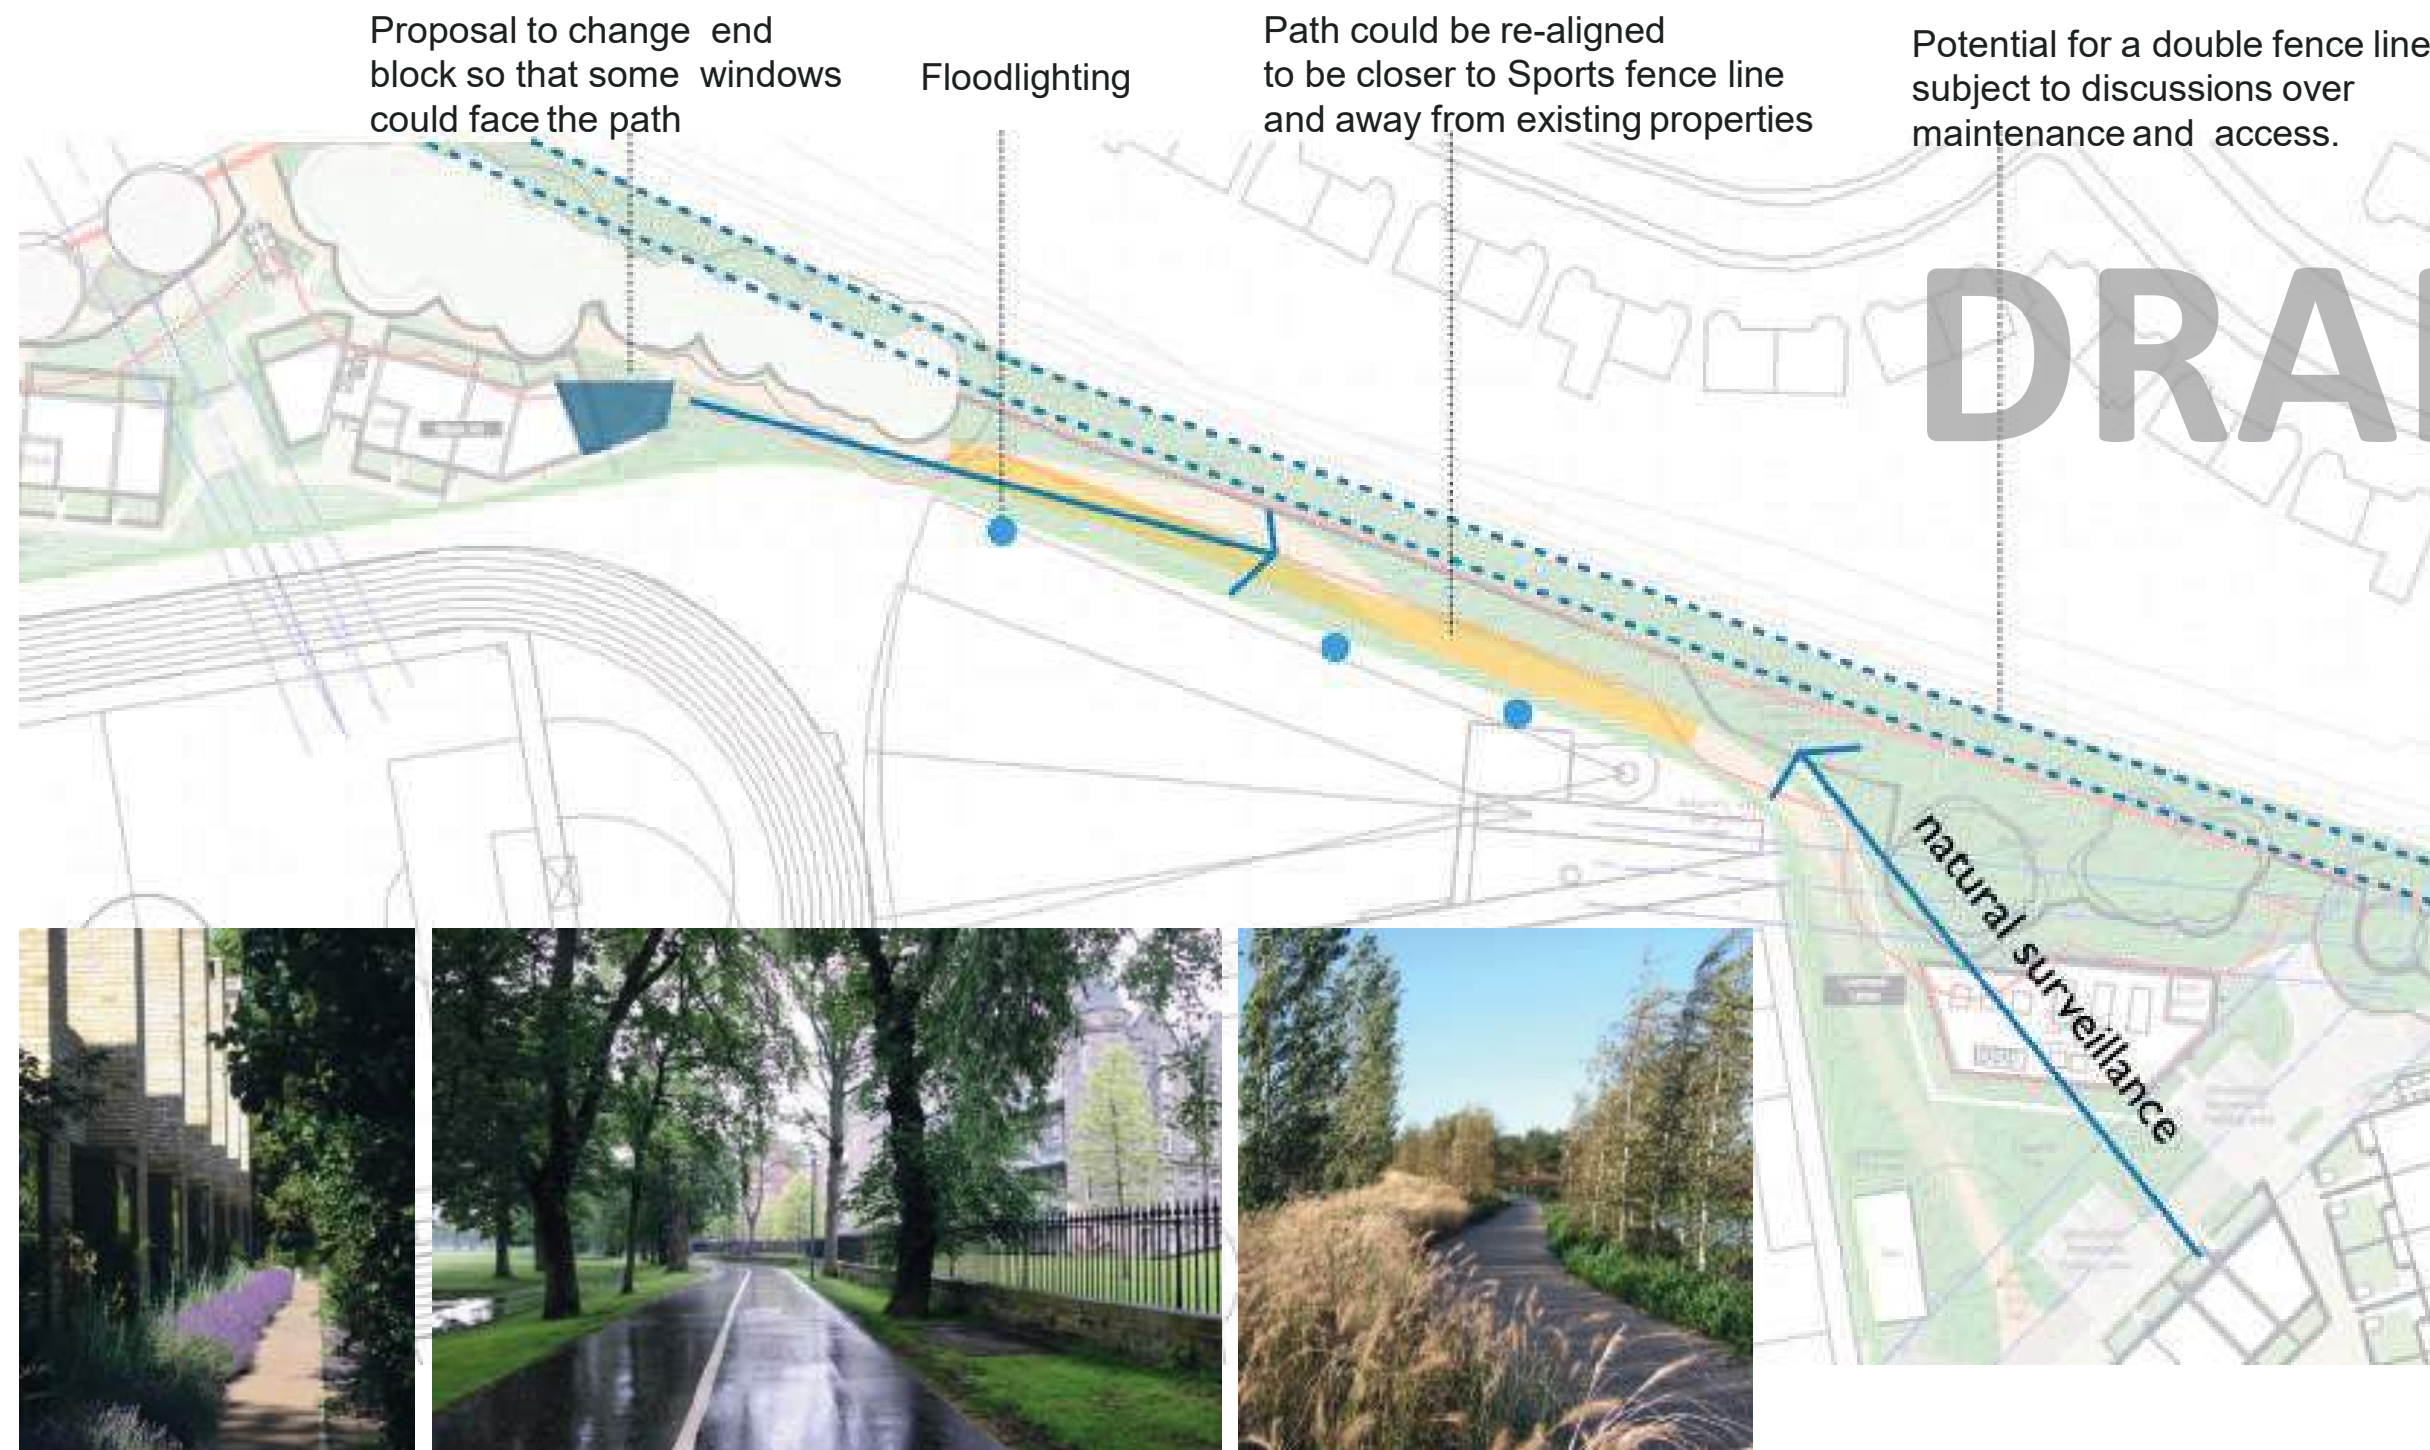 Proposal to change end
block so that some windows
could face the path
Floodlighting
Path could be re-aligned
to be closer to Sports fence line
and away from existing properties
Potential for a double fence line
subject to discussions over
maintenance and access.
DRA
natural surveillance